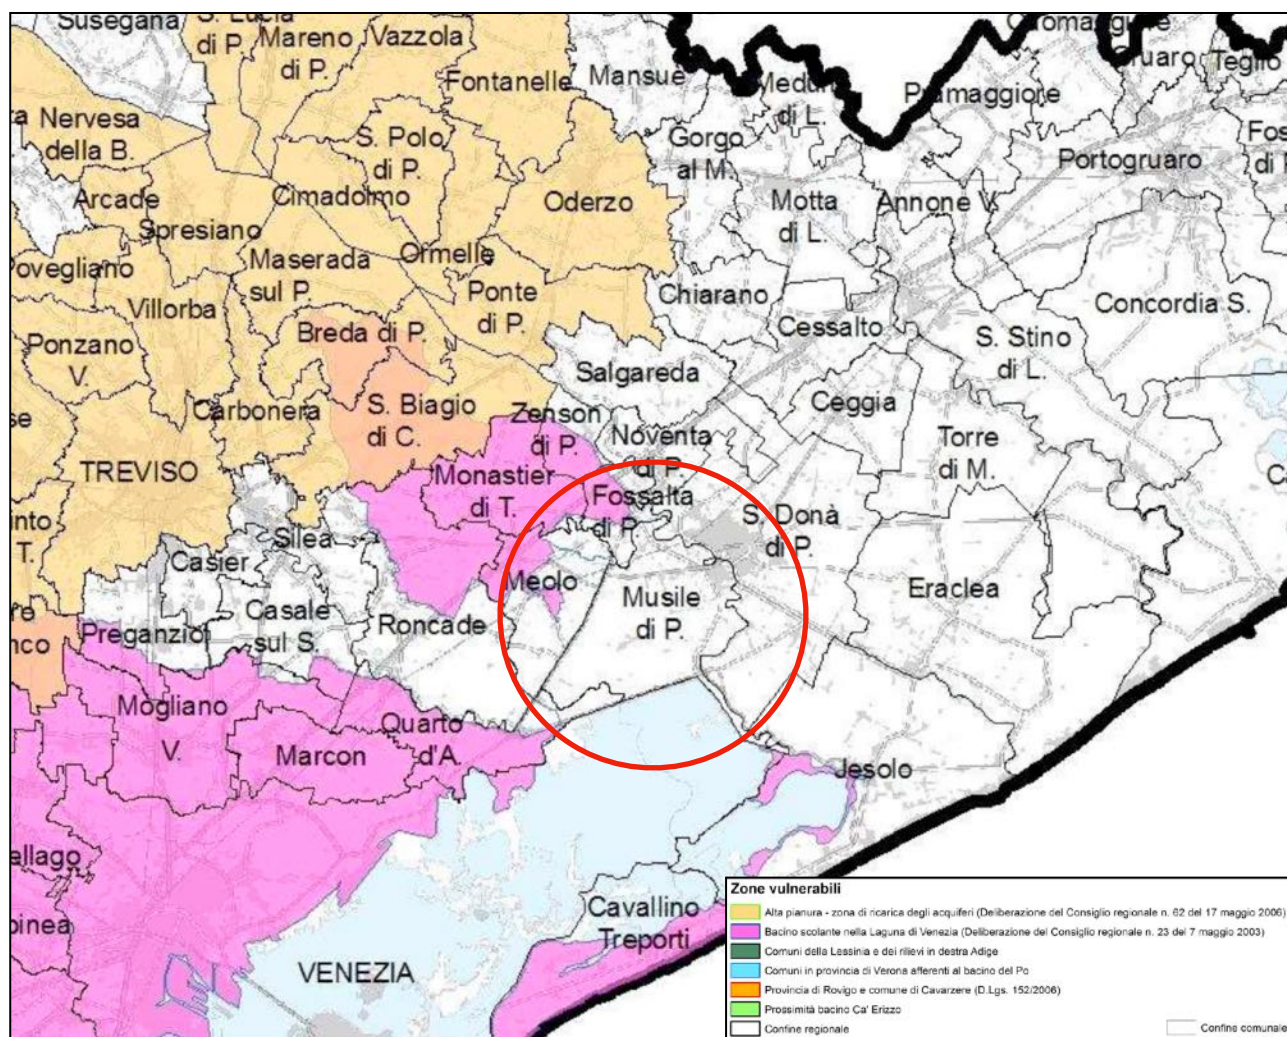 Susegana
S. Lucia
di P.
Mareno
di P.
Vazzola
Fontanelle
Mansuè
Medun
di L.
Pramaggiore
Gruaro
Teglio
Nervesa
della B.
S. Polo
di P.
Gorgo
al M.
Portogruaro
Arcade
Cimadolmo
Oderzo
Motta
di L.
Annone V.
Spresiano
Povegliano
Maserada
sul P.
Ormelle
Villorba
Ponte
di P.
Chiarano
Concordia S.
Breda di P.
Cessalto
S. Stino
di L.
Ponzano
V.
Salgareda
Carbonera
S. Biagio
di C.
Zenson
di P.
Ceggia
Noventa
di P.
Torre
di M.
TREVISO
Monastier
di T.
Fossalta
di P.
S. Donà
di P.
into
T.
Silea
Casier
Meolo
Eraclea
Casale
sul S.
Musile
di P.
Roncade
Preganziol
nco
Mogliano
V.
Quarto
d'A.
Marcon
Jesolo
ellago
pinea
Cavallino
Treporti
VENEZIA
Zone vulnerabili
Alta pianura - zona di ricarica degli acquiferi (Deliberazione del Consiglio regionale n. 62 del 17 maggio 2006)
Bacino scolante nella Laguna di Venezia (Deliberazione del Consiglio regionale n. 23 del 7 maggio 2003)
Comuni della Lessinia e dei rilievi in destra Adige
Comuni in provincia di Verona afferenti al bacino del Po
Provincia di Rovigo e comune di Cavarzere (D.Lgs. 152/2006)
Prossimità bacino Ca' Erizzo
Confine regionale
Confine comunale